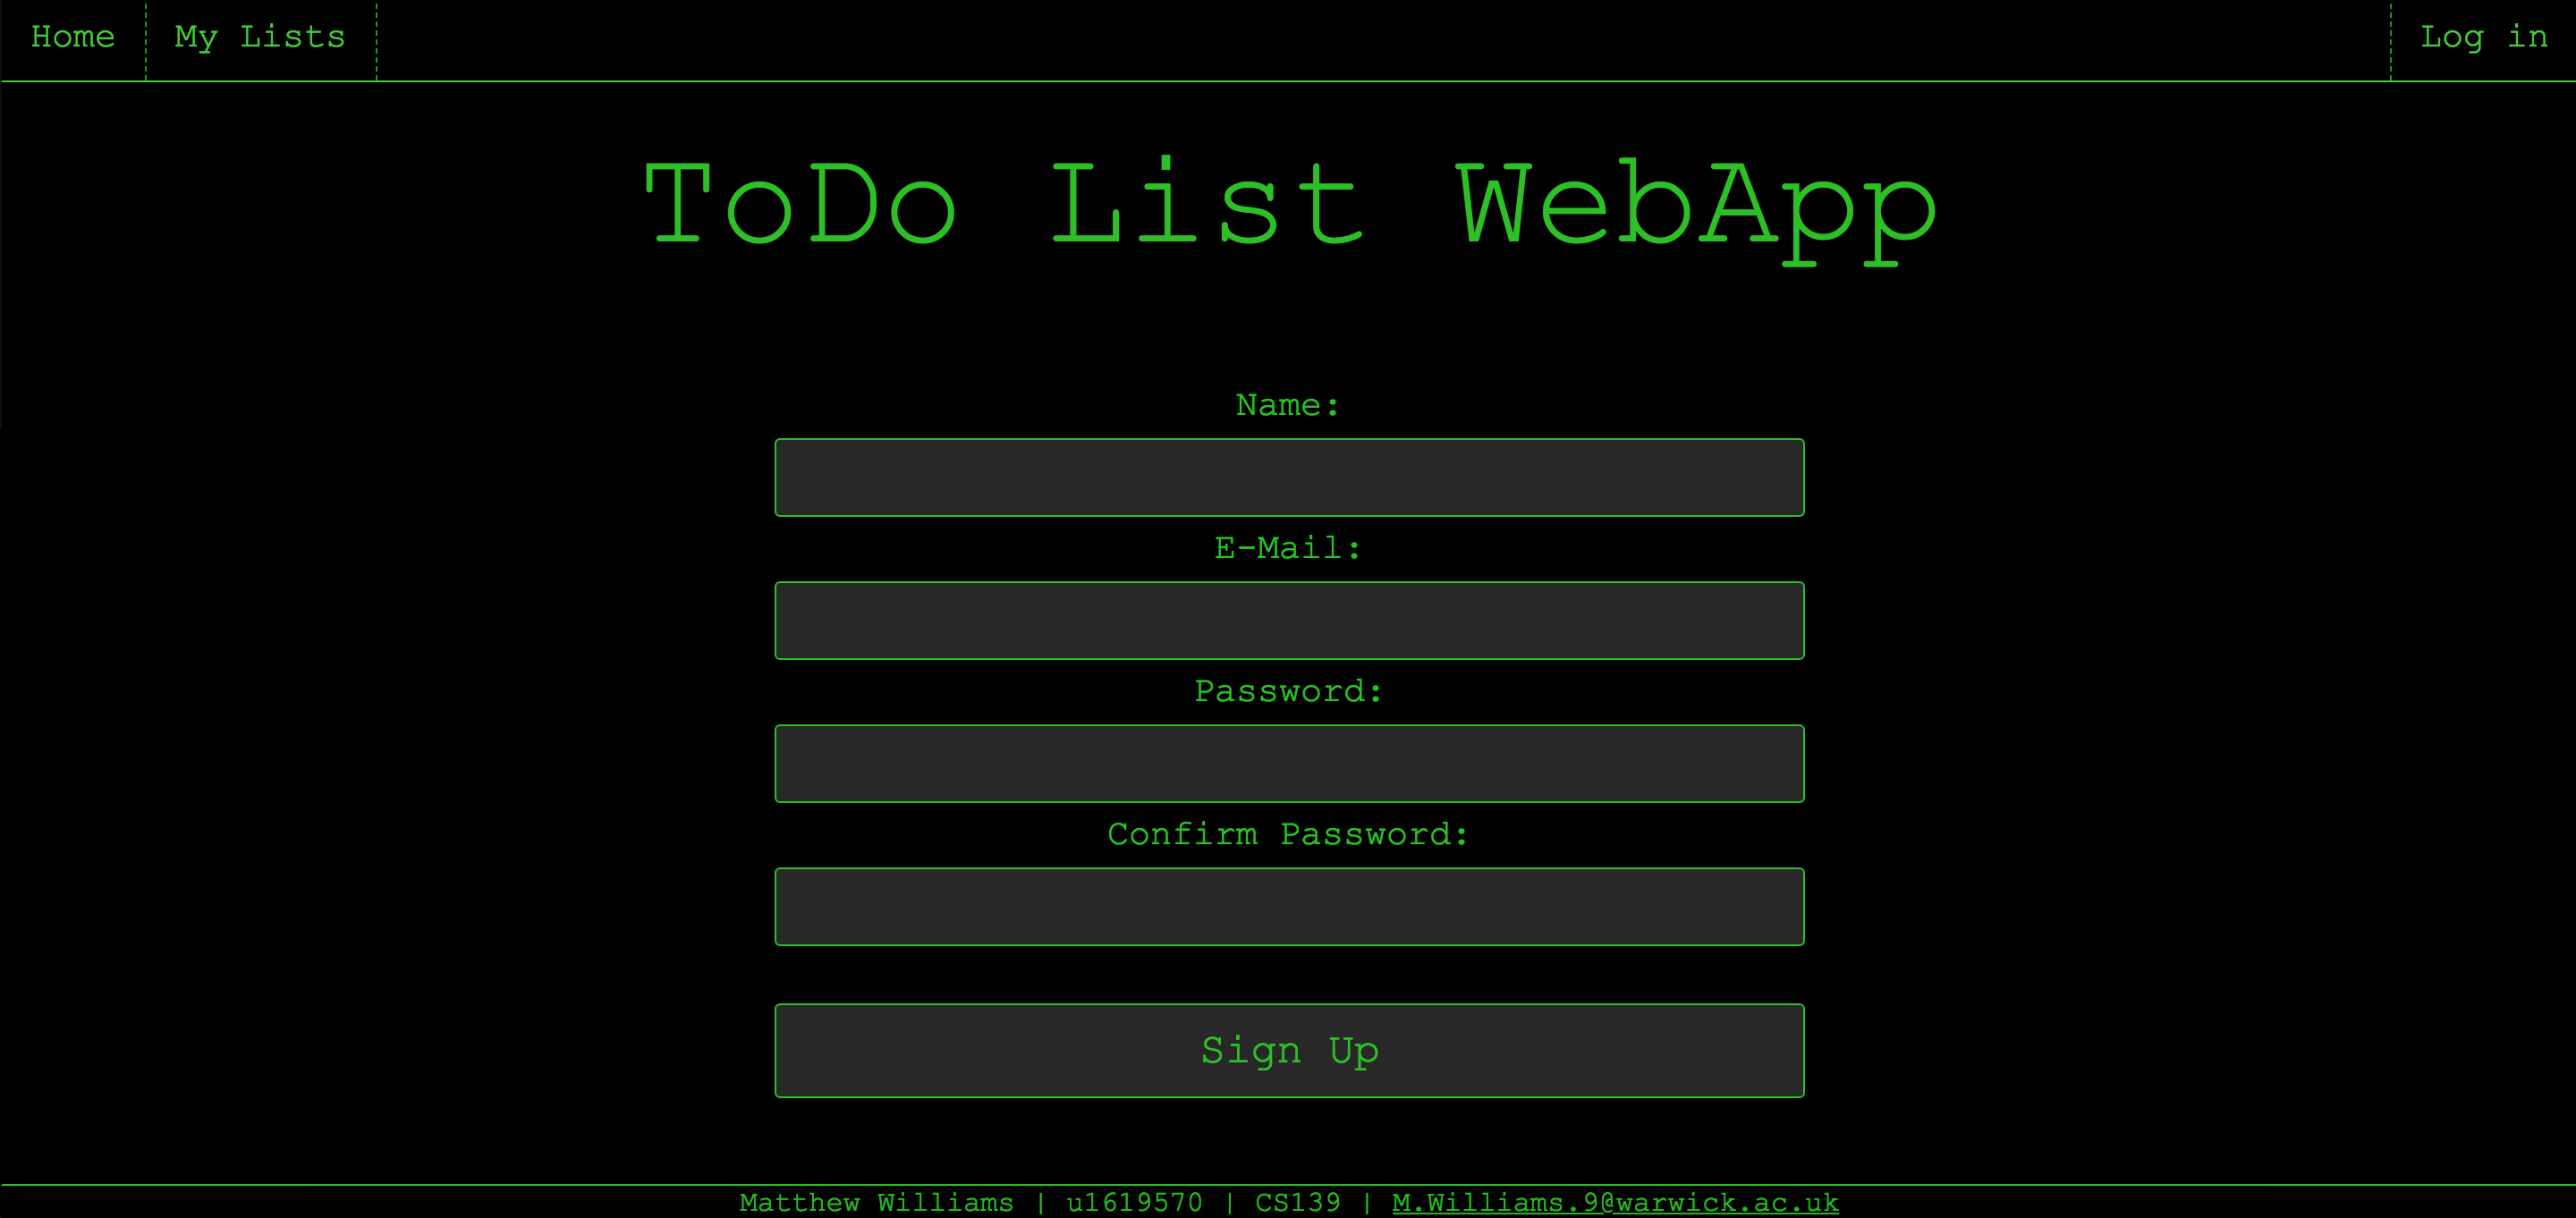 Home My Lists Log in
ToDo List WebApp
Name:
E-Mail:
Password:
Confirm Password:
Sign Up
Matthew Williams | u1619570 | CS139 | M.Williams.9@warwick.ac.uk